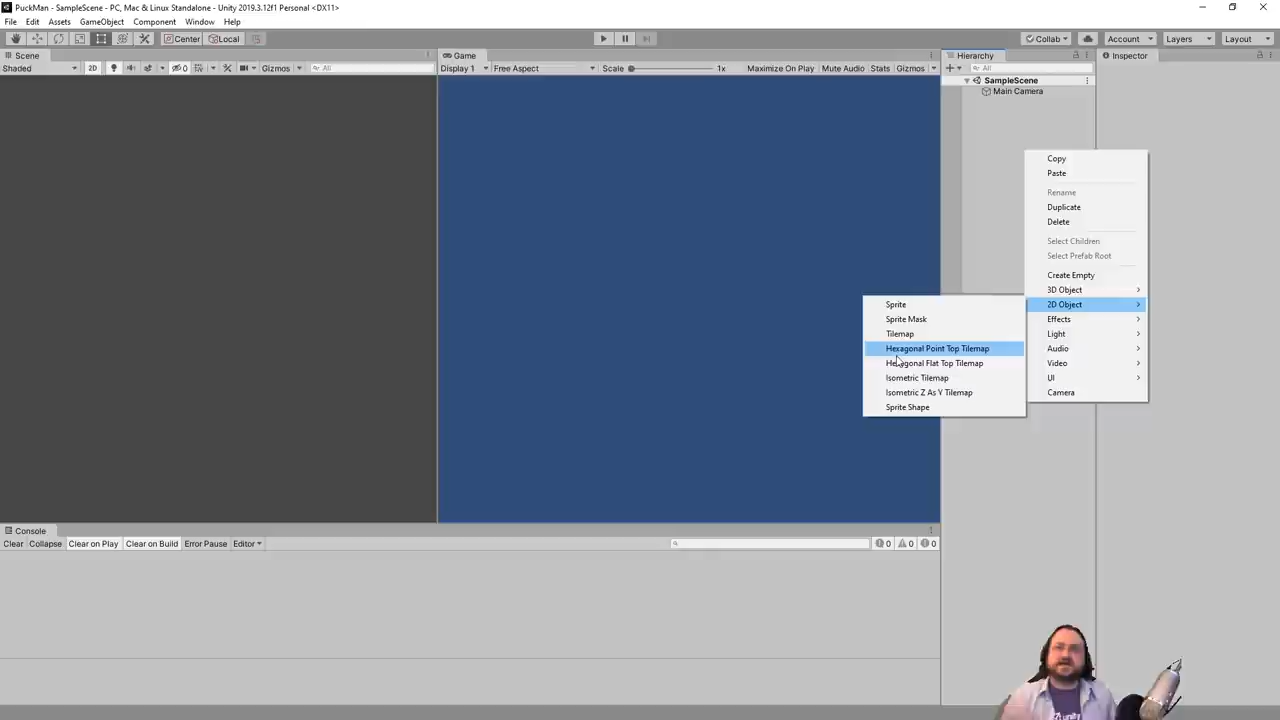 PuckMan - SampleScene - PC, Mac & Linux Standalone - Unity 2019.3.12f1 Personal <DX11>
File Edit Assets GameObject Component Window Help
Center Local Collab Account Layers Layout
Scene Game Hierarchy Inspector
Shaded 2D 0 Gizmos All Display 1 Free Aspect Scale 1x Maximize On Play Mute Audio Stats Gizmos All
SampleScene
Main Camera
Copy
Paste
Rename
Duplicate
Delete
Select Children
Select Prefab Root
Create Empty
3D Object
2D Object
Effects
Light
Audio
Video
UI
Camera
Sprite
Sprite Mask
Tilemap
Hexagonal Point Top Tilemap
Hexagonal Flat Top Tilemap
Isometric Tilemap
Isometric Z As Y Tilemap
Sprite Shape
Console
Clear Collapse Clear on Play Clear on Build Error Pause Editor 0 0 0